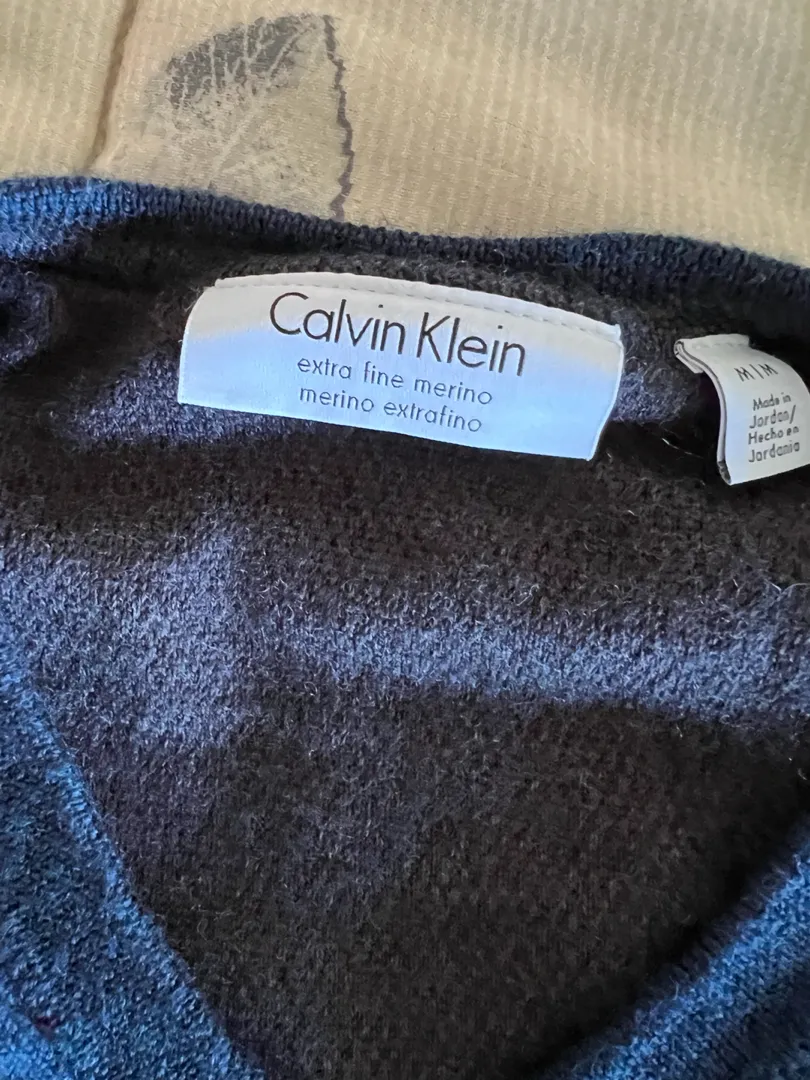 Calvin Klein
extra fine merino
merino extrafino
M|M
Made in
Jordan/
Hecho en
Jordania